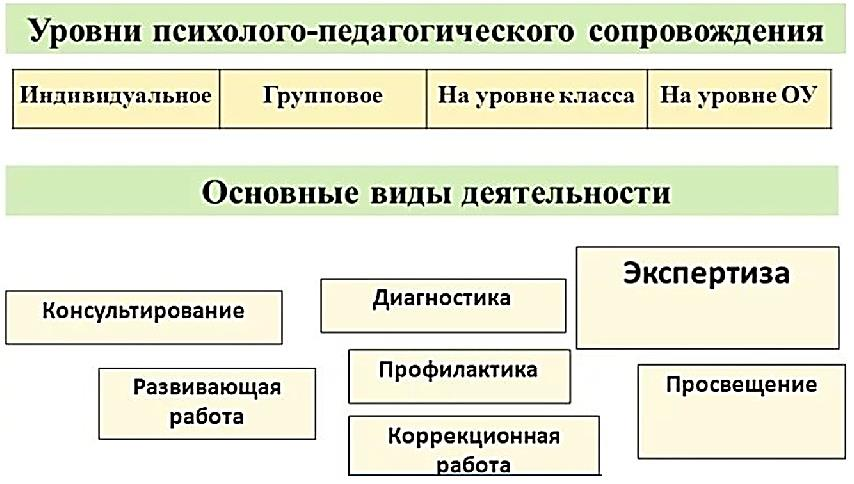 Уровни психолого-педагогического сопровождения
Индивидуальное Групповое На уровне класса На уровне ОУ
Основные виды деятельности
Экспертиза
Консультирование
Диагностика
Развивающая
работа
Профилактика
Просвещение
Коррекционная
работа